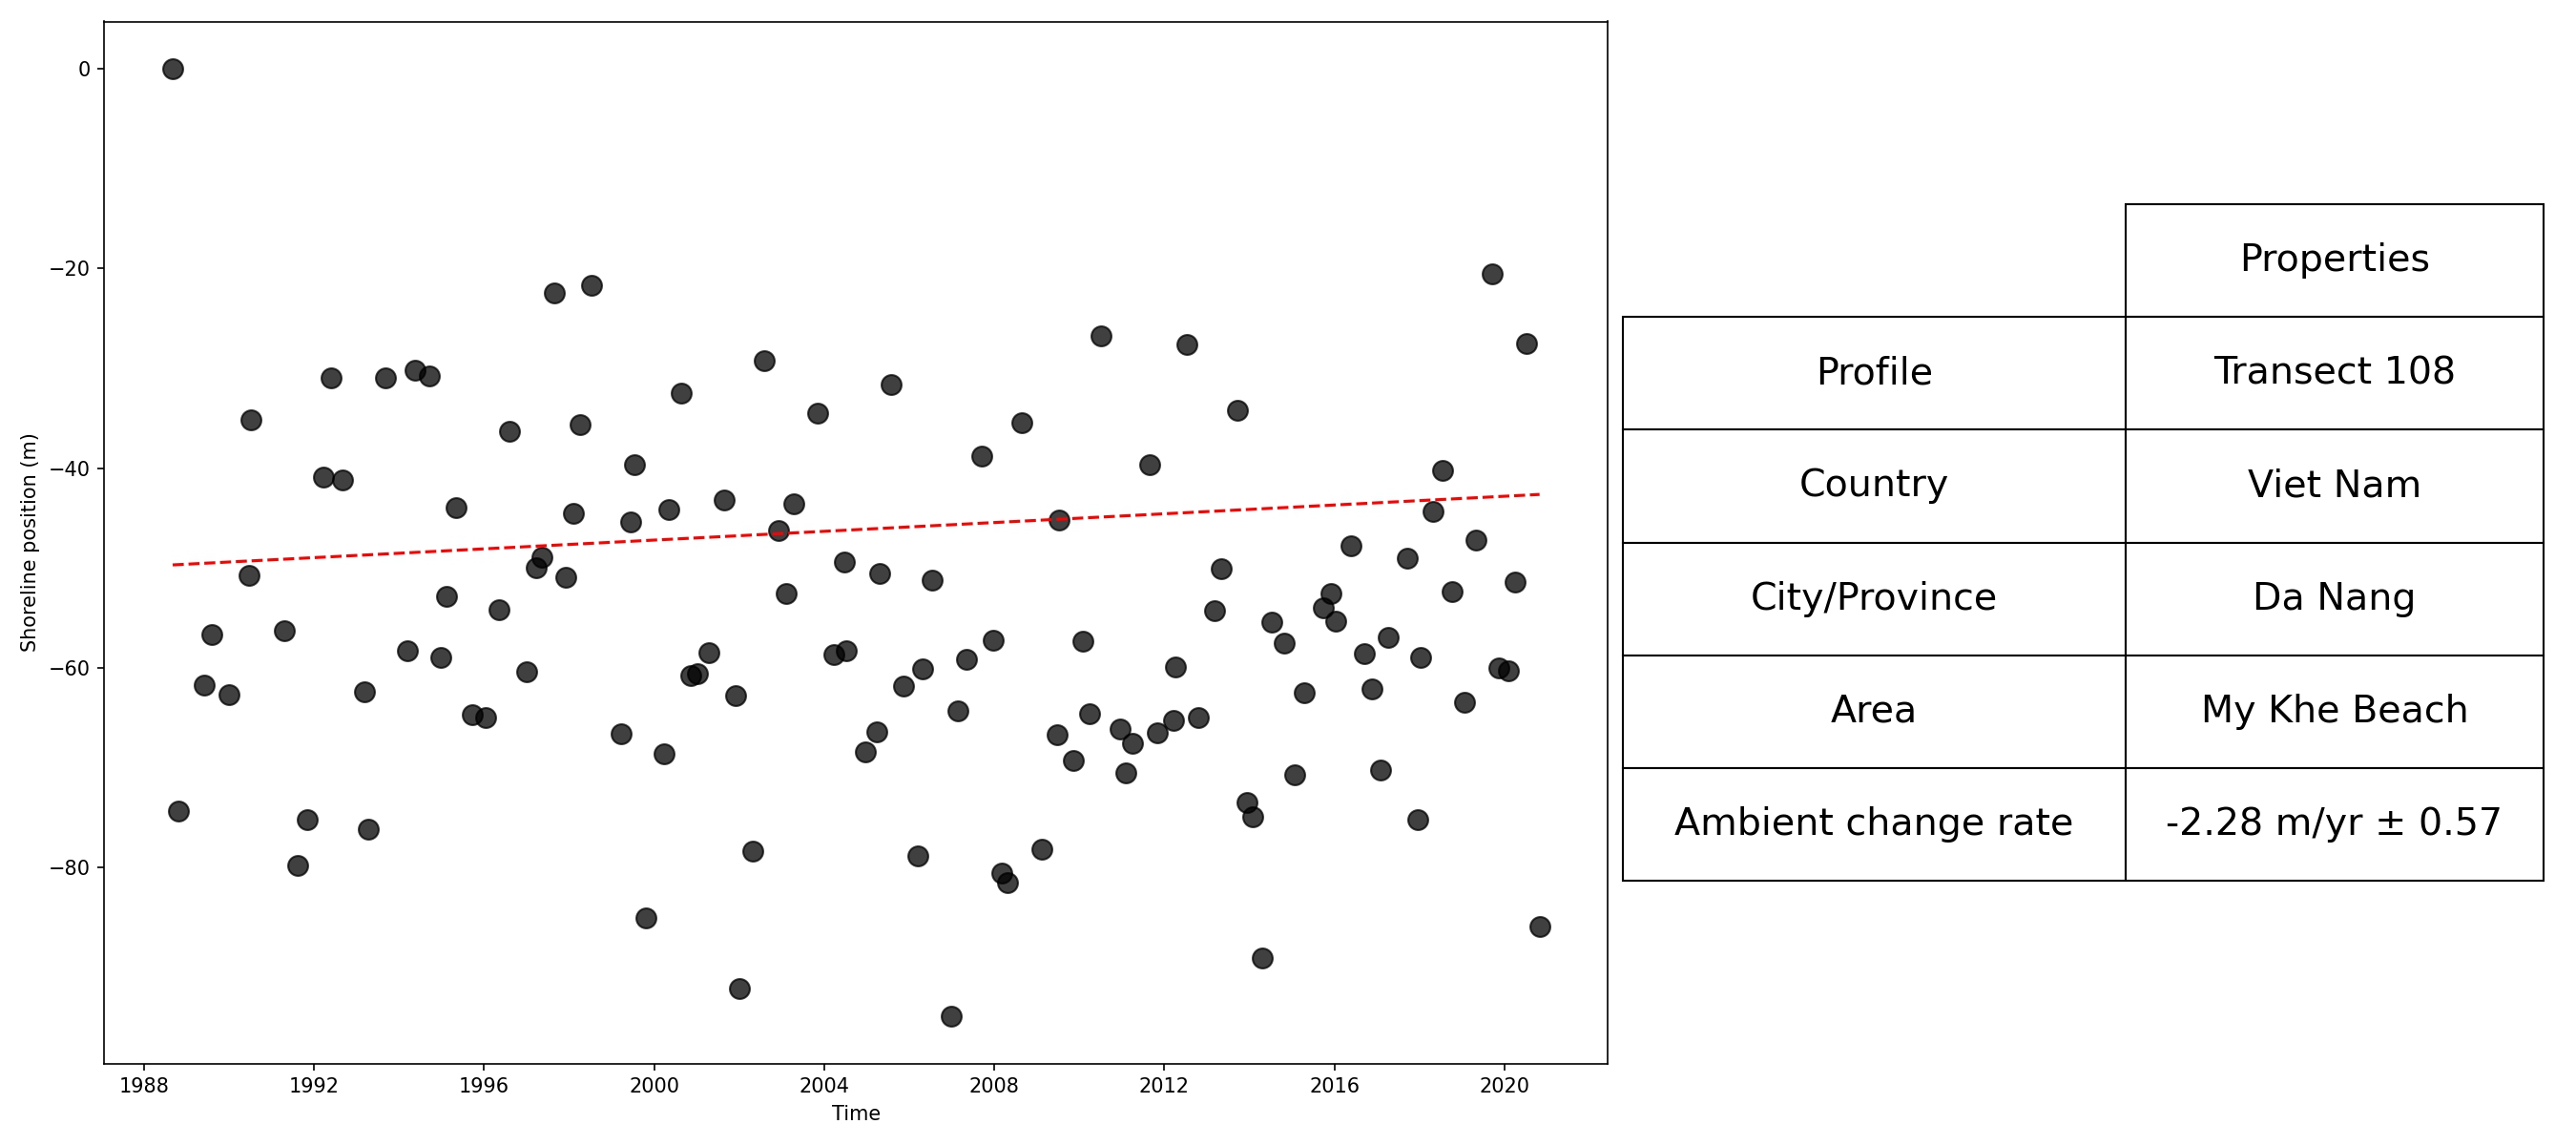 0
−20
−40
−60
−80
Shoreline position (m)
1988 1992 1996 2000 2004 2008 2012 2016 2020
Time
Properties
Profile Transect 108
Country Viet Nam
City/Province Da Nang
Area My Khe Beach
Ambient change rate -2.28 m/yr ± 0.57